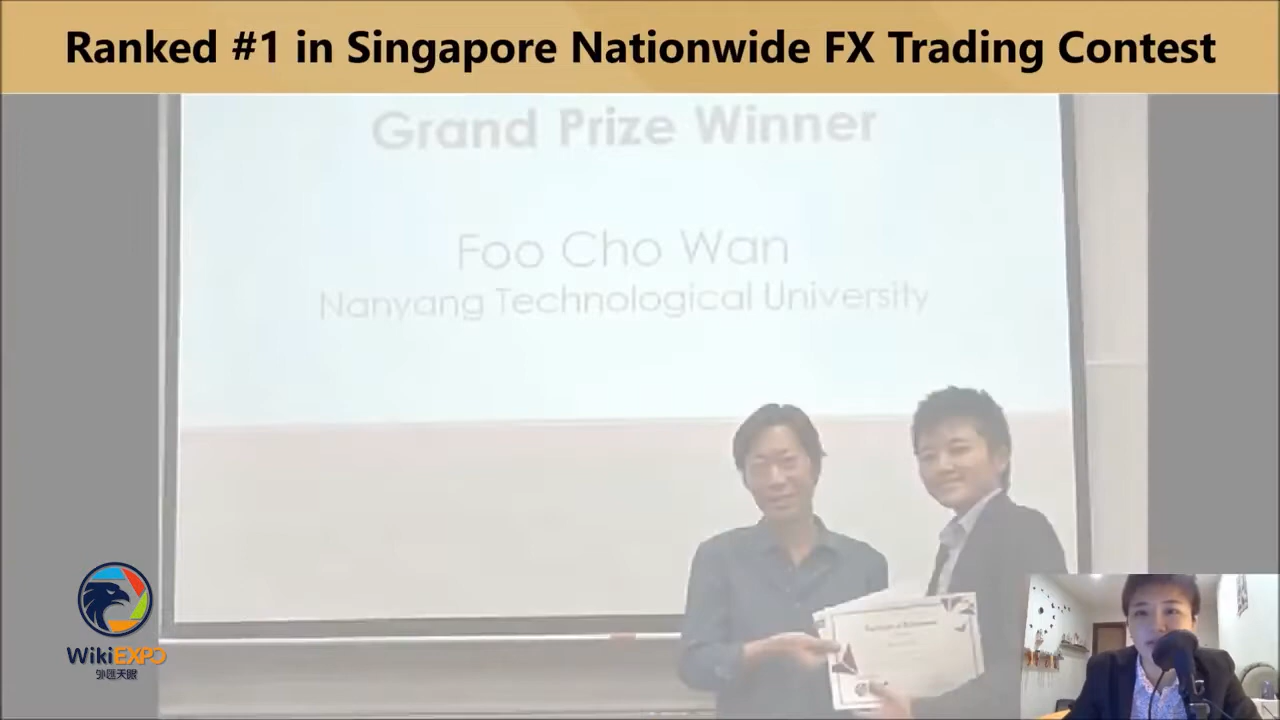 Ranked #1 in Singapore Nationwide FX Trading Contest
Grand Prize Winner
Foo Cho Wan
Nanyang Technological University
WikiEXPO
外匯天眼